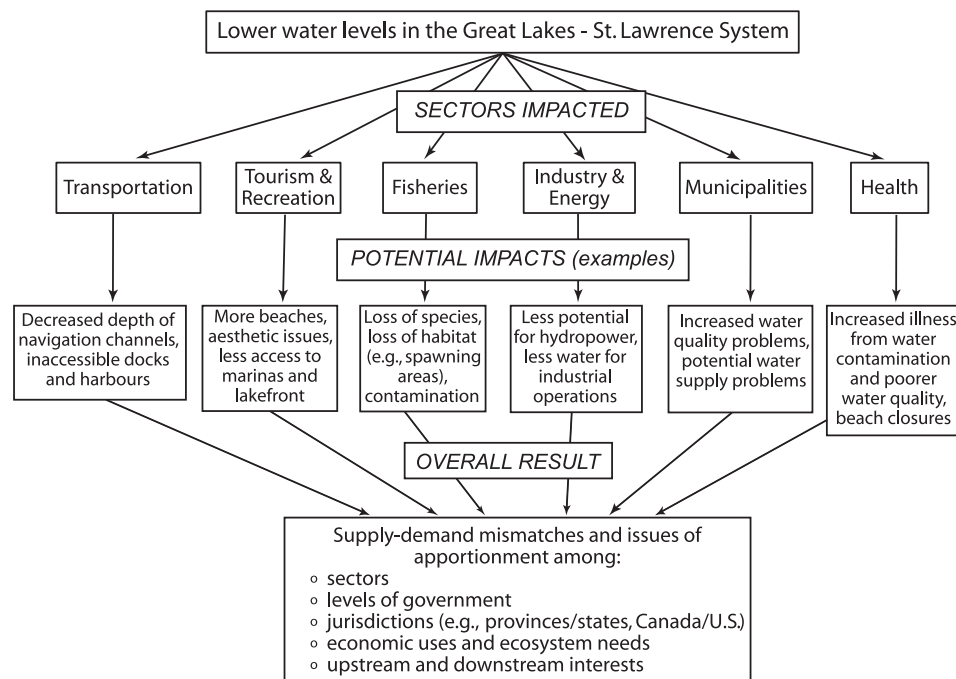 Lower water levels in the Great Lakes - St. Lawrence System
SECTORS IMPACTED
Transportation
Tourism &
Recreation
Fisheries
Industry &
Energy
Municipalities
Health
POTENTIAL IMPACTS (examples)
Decreased depth of
navigation channels,
inaccessible docks
and harbours
More beaches,
aesthetic issues,
less access to
marinas and
lakefront
Loss of species,
loss of habitat
(e.g., spawning
areas),
contamination
Less potential
for hydropower,
less water for
industrial
operations
Increased water
quality problems,
potential water
supply problems
Increased illness
from water
contamination
and poorer
water quality,
beach closures
OVERALL RESULT
Supply-demand mismatches and issues of
apportionment among:
○ sectors
○ levels of government
○ jurisdictions (e.g., provinces/states, Canada/U.S.)
○ economic uses and ecosystem needs
○ upstream and downstream interests